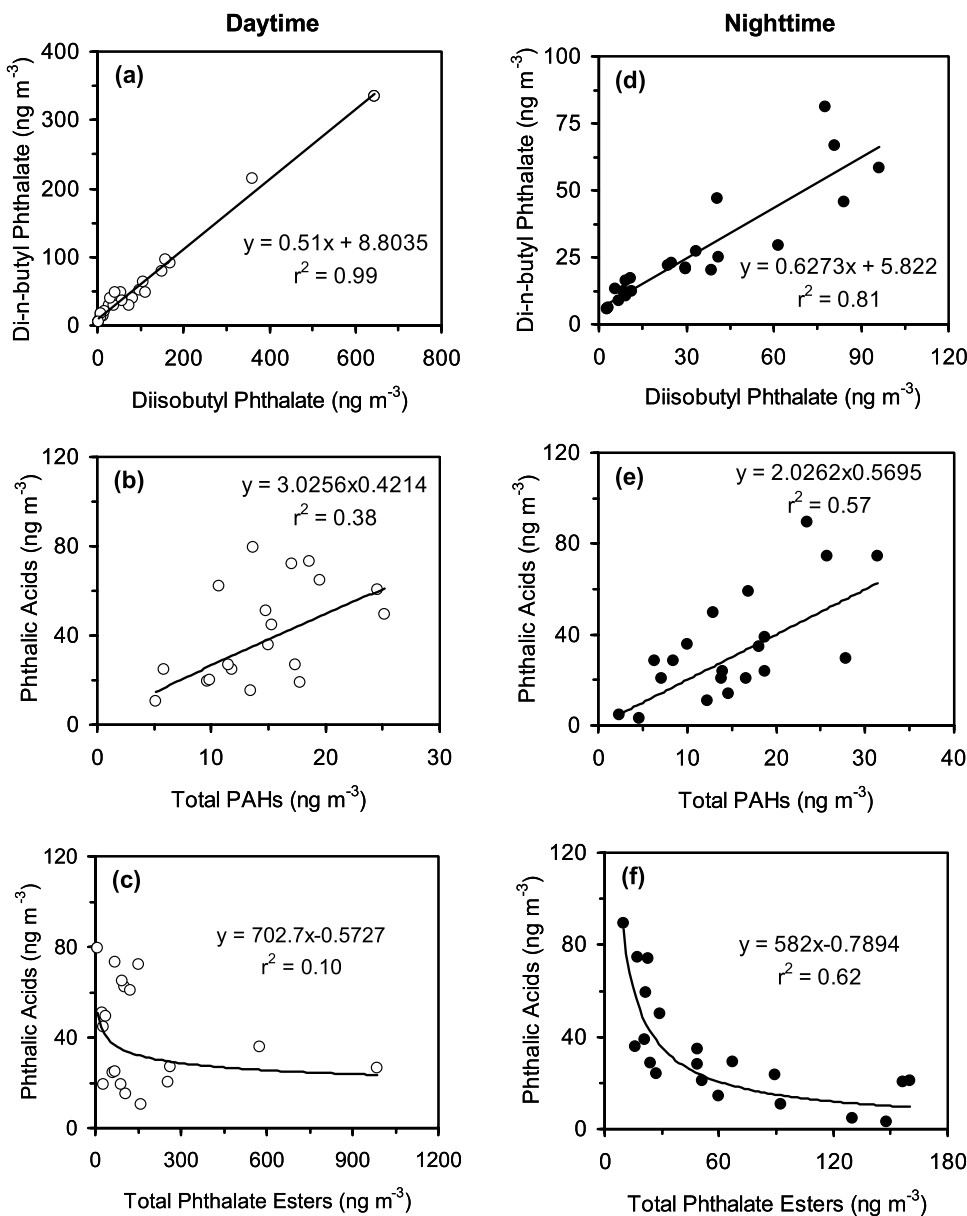 Daytime
Nighttime
(a)
400
300
200
100
0
0 200 400 600 800
Di-n-butyl Phthalate (ng m⁻³)
Diisobutyl Phthalate (ng m⁻³)
y = 0.51x + 8.8035
r² = 0.99
(d)
100
75
50
25
0
0 30 60 90 120
Di-n-butyl Phthalate (ng m⁻³)
Diisobutyl Phthalate (ng m⁻³)
y = 0.6273x + 5.822
r² = 0.81
(b)
120
80
40
0
0 10 20 30
Phthalic Acids (ng m⁻³)
Total PAHs (ng m⁻³)
y = 3.0256x0.4214
r² = 0.38
(e)
120
80
40
0
0 10 20 30 40
Phthalic Acids (ng m⁻³)
Total PAHs (ng m⁻³)
y = 2.0262x0.5695
r² = 0.57
(c)
120
80
40
0
0 300 600 900 1200
Phthalic Acids (ng m⁻³)
Total Phthalate Esters (ng m⁻³)
y = 702.7x-0.5727
r² = 0.10
(f)
120
80
40
0
0 60 120 180
Phthalic Acids (ng m⁻³)
Total Phthalate Esters (ng m⁻³)
y = 582x-0.7894
r² = 0.62